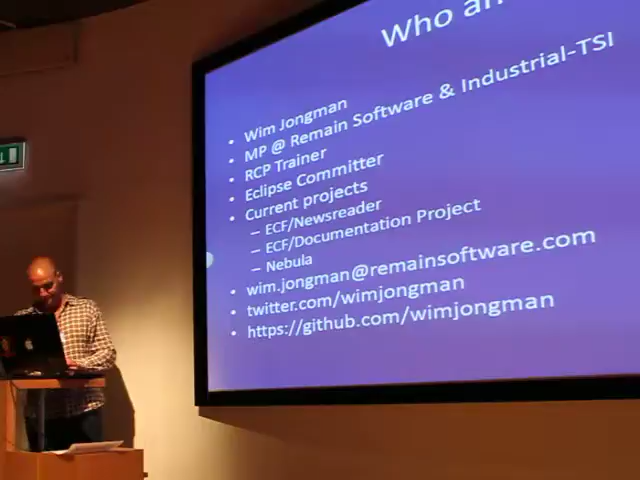 Who
• Wim Jongman
• MP @ Remain Software & Industrial-TSI
• RCP Trainer
• Eclipse Committer
• Current projects
– ECF/Newsreader
– ECF/Documentation Project
– Nebula
• wim.jongman@remainsoftware.com
• twitter.com/wimjongman
• https://github.com/wimjongman